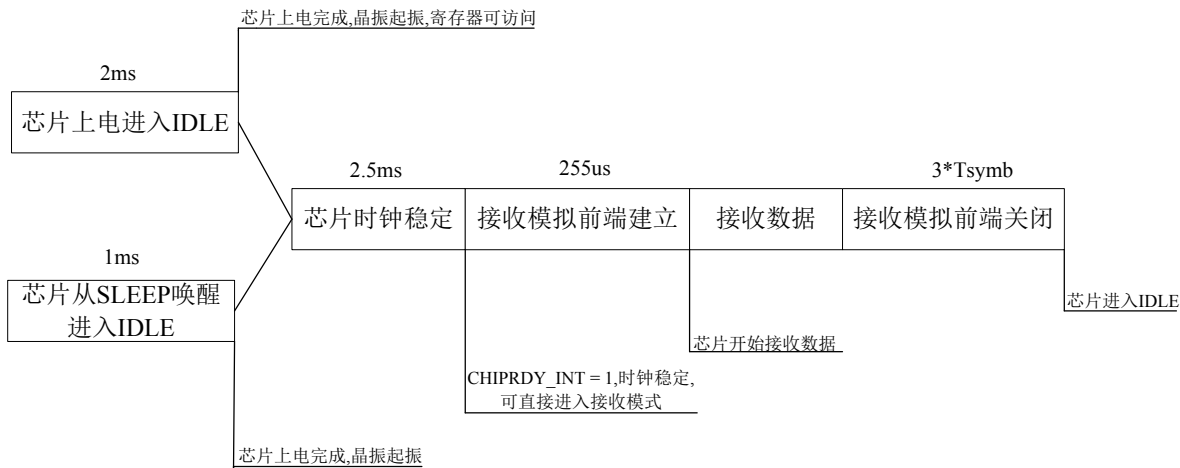 芯片上电完成,晶振起振,寄存器可访问
2ms
芯片上电进入IDLE
2.5ms
255us
3*Tsymb
芯片时钟稳定
接收模拟前端建立
接收数据
接收模拟前端关闭
1ms
芯片从SLEEP唤醒
进入IDLE
芯片进入IDLE
芯片开始接收数据
CHIPRDY_INT = 1,时钟稳定,
可直接进入接收模式
芯片上电完成,晶振起振